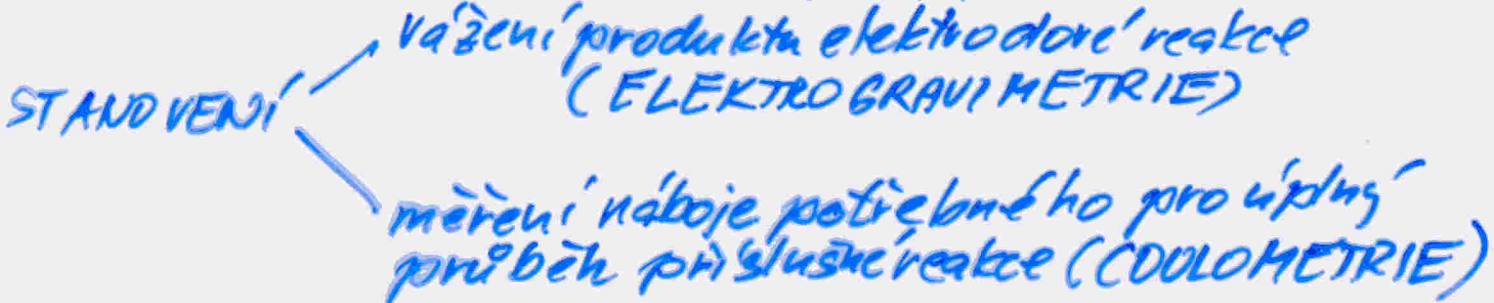 vážení produktu elektrodové reakce
(ELEKTROGRAVIMETRIE)
STANOVENÍ
měření náboje potřebného pro úplný
průběh příslušné reakce (COULOMETRIE)